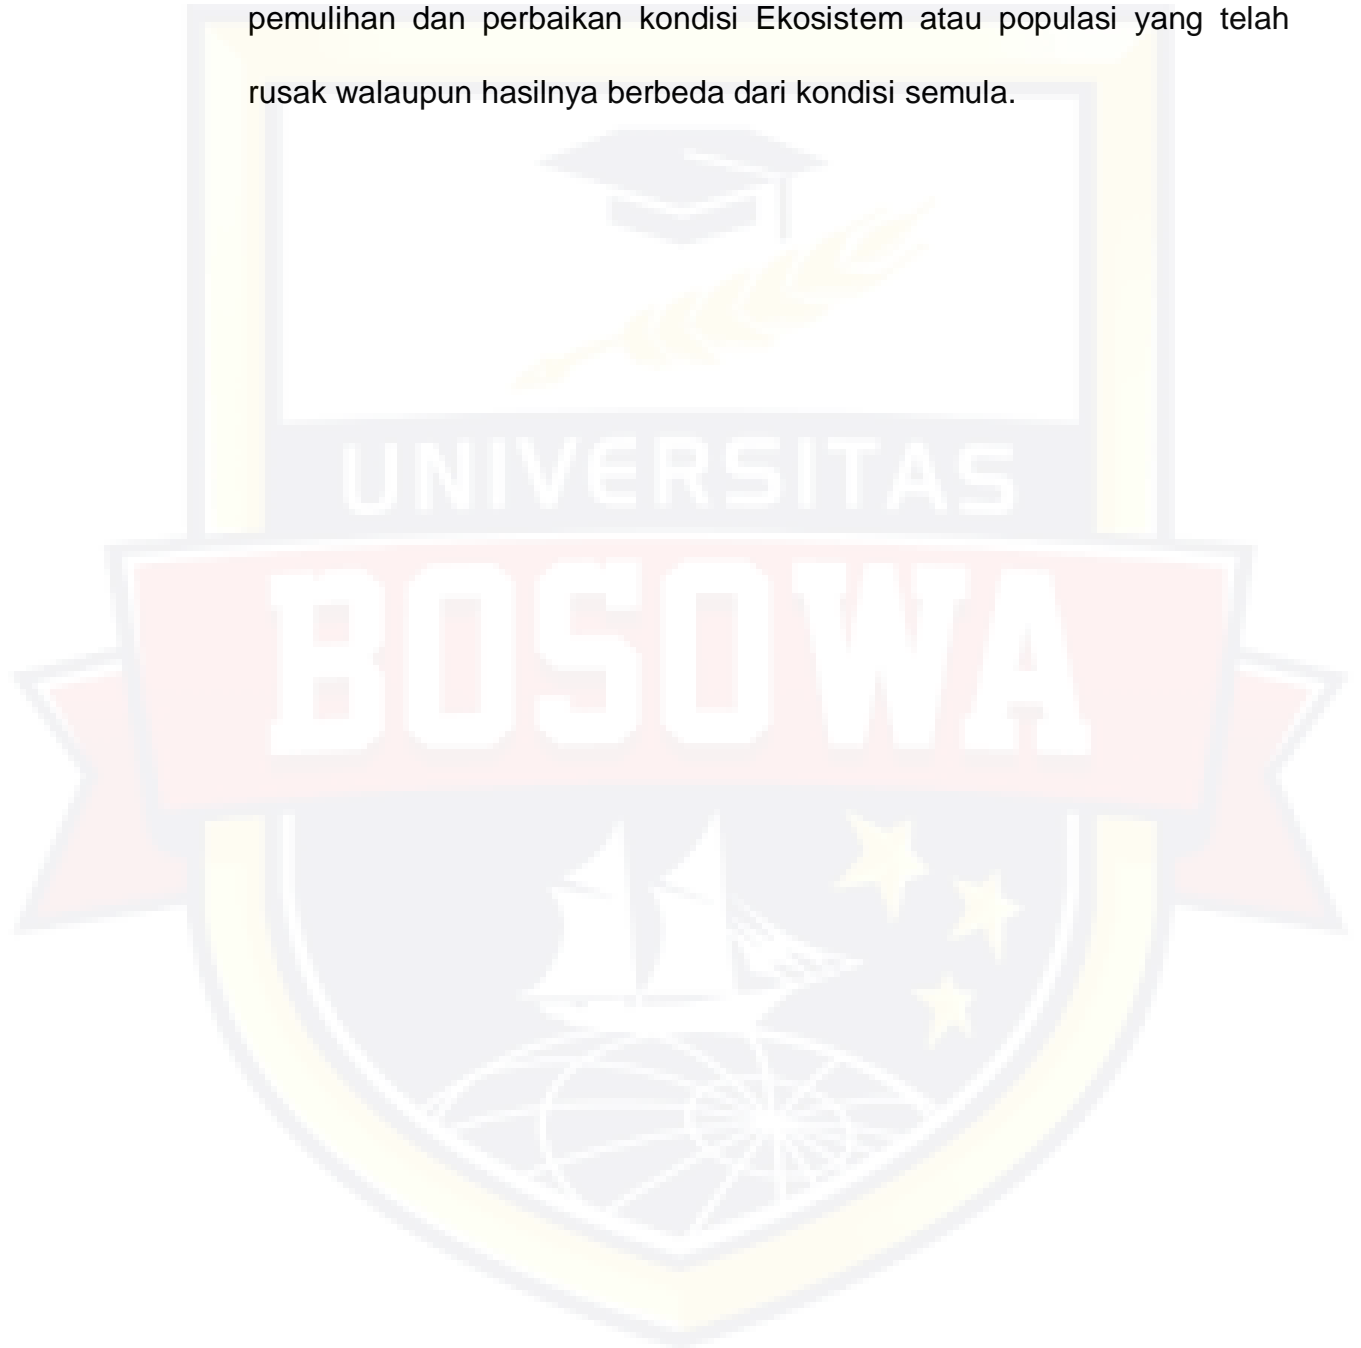 pemulihan dan perbaikan kondisi Ekosistem atau populasi yang telah
rusak walaupun hasilnya berbeda dari kondisi semula.
UNIVERSITAS
BOSOWA